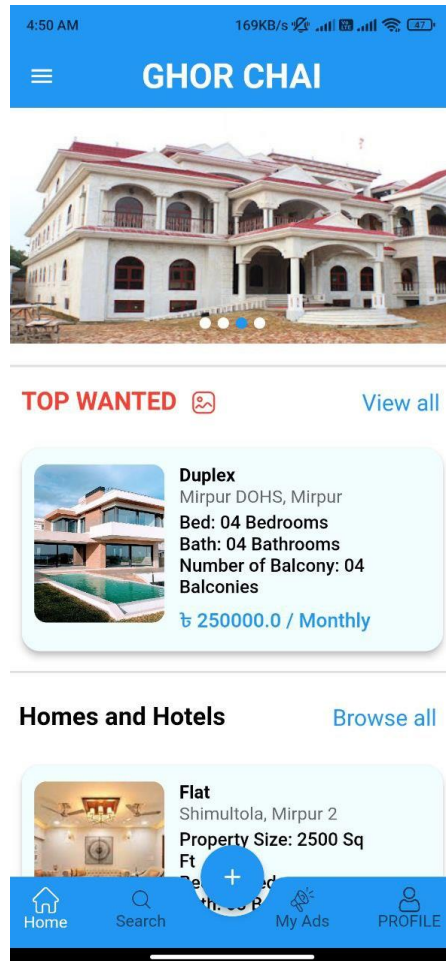 4:50 AM 169KB/s 47
GHOR CHAI
TOP WANTED View all
Duplex
Mirpur DOHS, Mirpur
Bed: 04 Bedrooms
Bath: 04 Bathrooms
Number of Balcony: 04
Balconies
৳ 250000.0 / Monthly
Homes and Hotels Browse all
Flat
Shimultola, Mirpur 2
Property Size: 2500 Sq
Ft
+
Home Search My Ads PROFILE